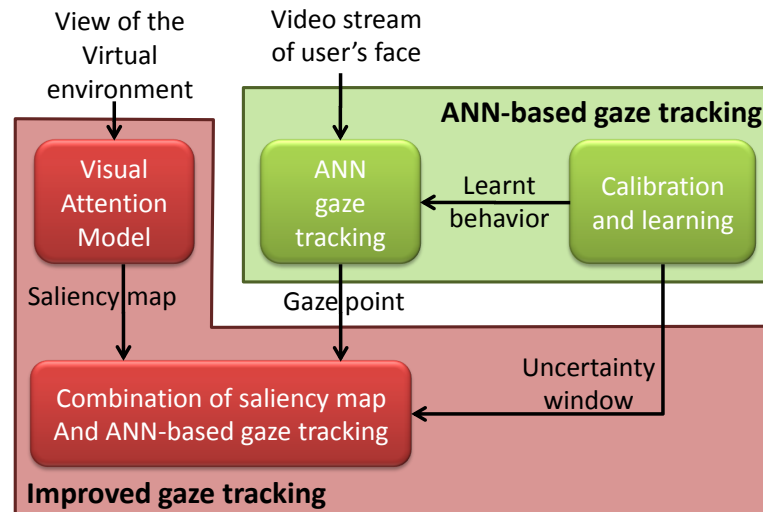 View of the
Virtual
environment
Video stream
of user's face
ANN-based gaze tracking
Visual
Attention
Model
ANN
gaze
tracking
Learnt
behavior
Calibration
and learning
Saliency map
Gaze point
Uncertainty
window
Combination of saliency map
And ANN-based gaze tracking
Improved gaze tracking